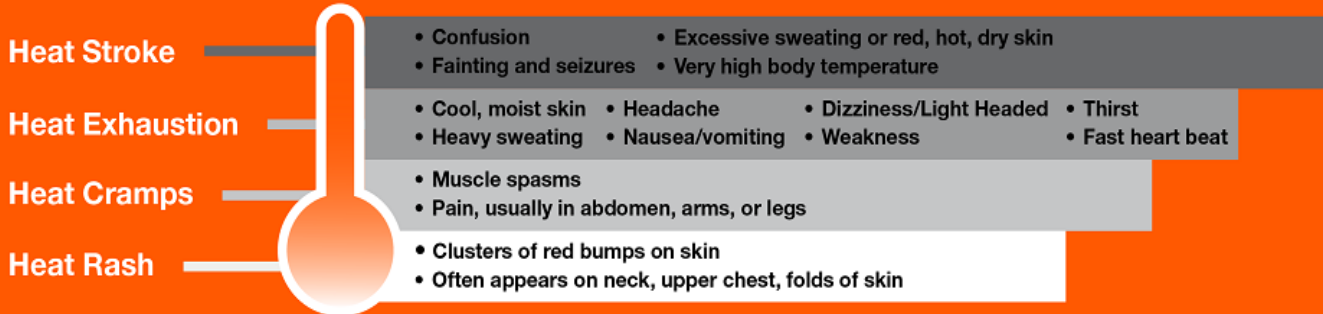 Heat Stroke
• Confusion • Excessive sweating or red, hot, dry skin
• Fainting and seizures • Very high body temperature
Heat Exhaustion
• Cool, moist skin • Headache • Dizziness/Light Headed • Thirst
• Heavy sweating • Nausea/vomiting • Weakness • Fast heart beat
Heat Cramps
• Muscle spasms
• Pain, usually in abdomen, arms, or legs
Heat Rash
• Clusters of red bumps on skin
• Often appears on neck, upper chest, folds of skin